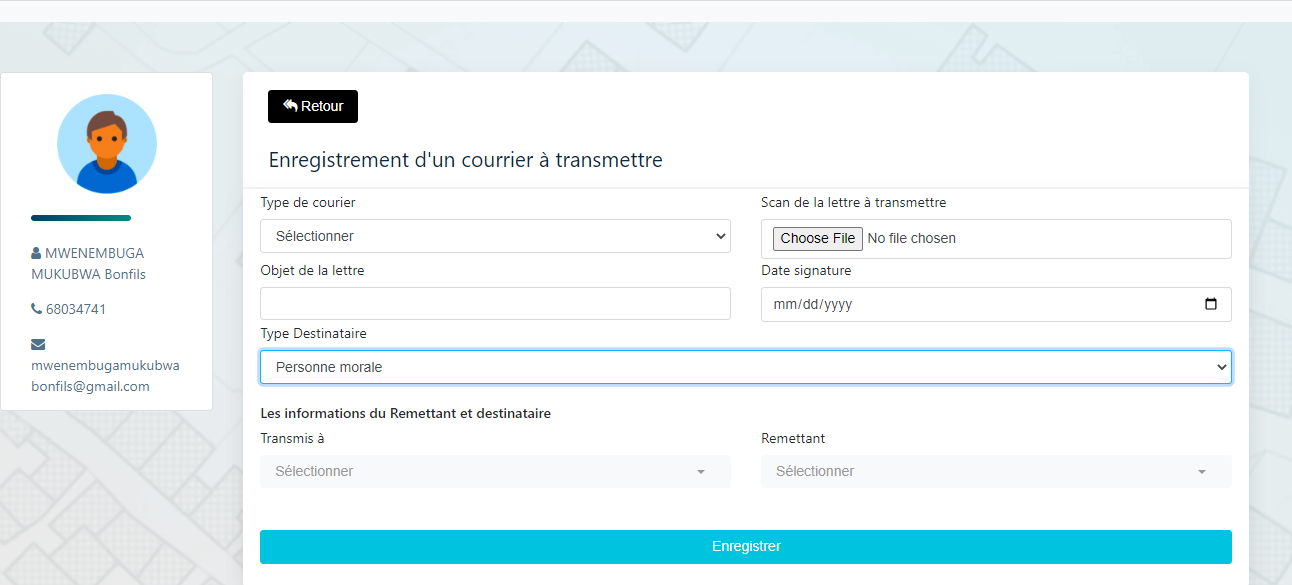 MWENEMBUGA
MUKUBWA Bonfils
68034741
mwenembugamukubwa
bonfils@gmail.com
Retour
Enregistrement d'un courrier à transmettre
Type de courier
Sélectionner
Scan de la lettre à transmettre
Choose File No file chosen
Objet de la lettre
Date signature
mm/dd/yyyy
Type Destinataire
Personne morale
Les informations du Remettant et destinataire
Transmis à
Sélectionner
Remettant
Sélectionner
Enregistrer